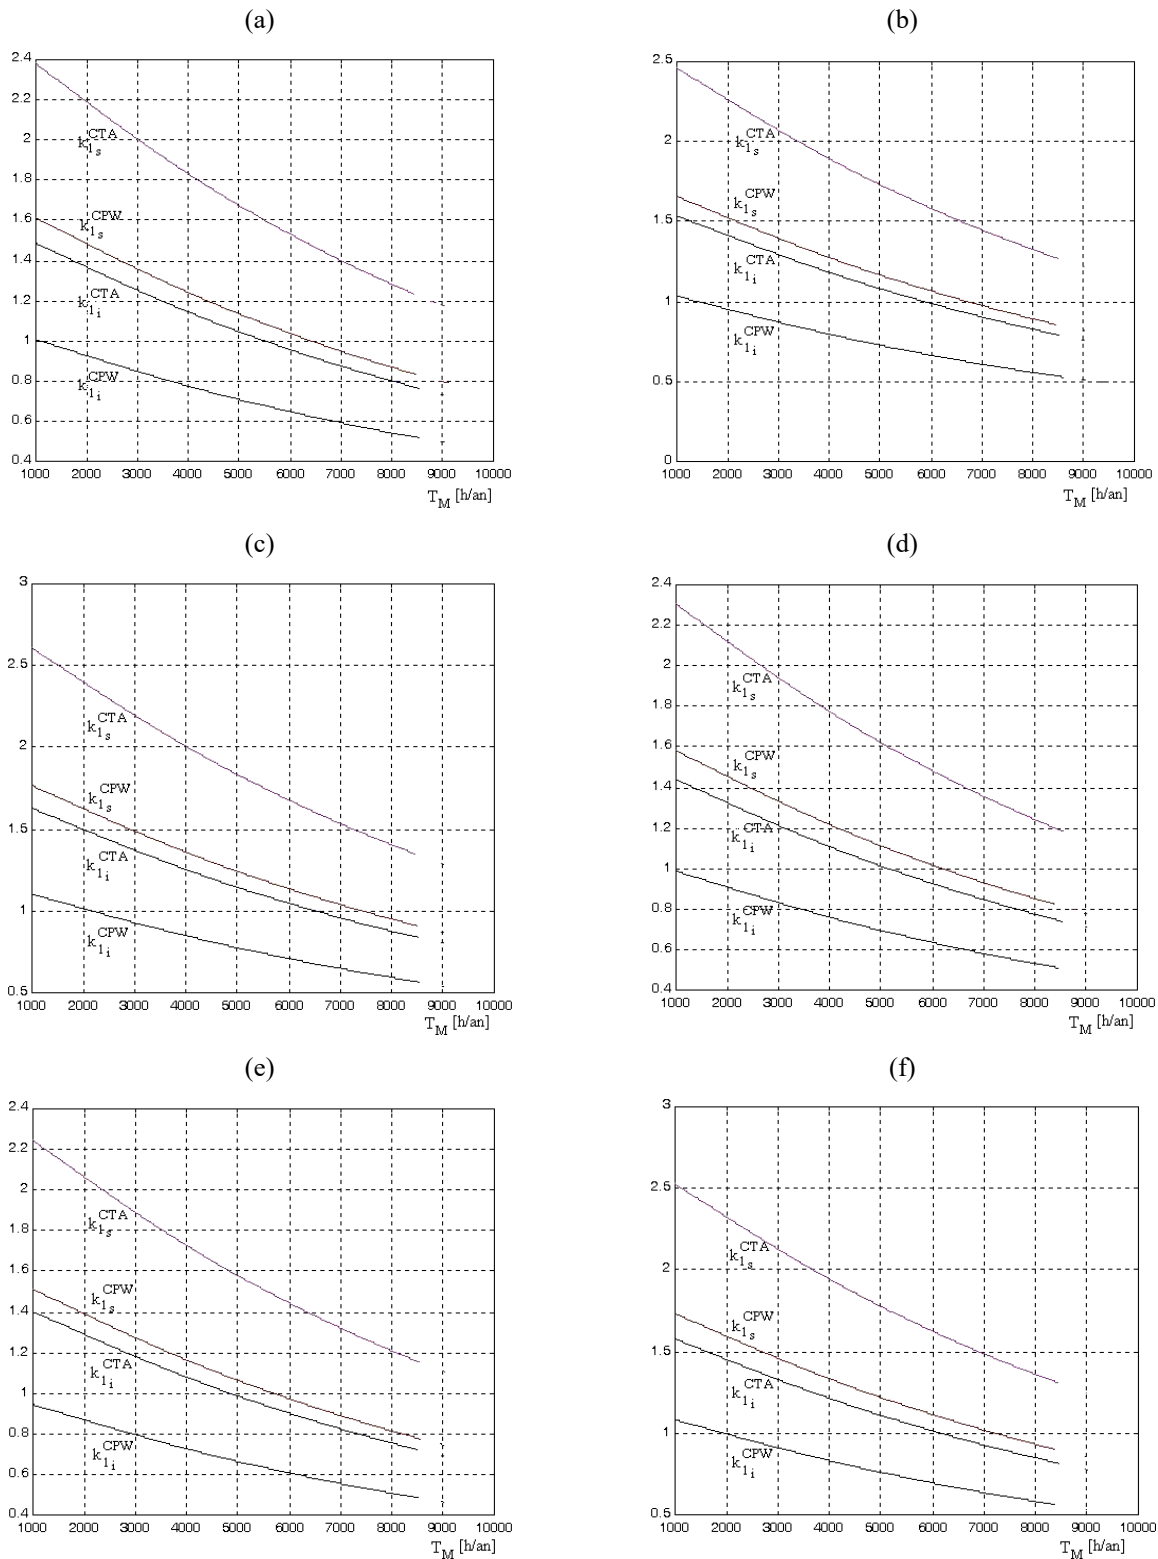 (a)
(b)
2.4
2.2
2
1.8
1.6
1.4
1.2
1
0.8
0.6
0.4
k1s CTA
k1s CPW
k1i CTA
k1i CPW
1000 2000 3000 4000 5000 6000 7000 8000 9000 10000
TM [h/an]
2.5
2
1.5
1
0.5
0
k1s CTA
k1s CPW
k1i CTA
k1i CPW
1000 2000 3000 4000 5000 6000 7000 8000 9000 10000
TM [h/an]
(c)
(d)
3
2.5
2
1.5
1
0.5
k1s CTA
k1s CPW
k1i CTA
k1i CPW
1000 2000 3000 4000 5000 6000 7000 8000 9000 10000
TM [h/an]
2.4
2.2
2
1.8
1.6
1.4
1.2
1
0.8
0.6
0.4
k1s CTA
k1s CPW
k1i CTA
k1i CPW
1000 2000 3000 4000 5000 6000 7000 8000 9000 10000
TM [h/an]
(e)
(f)
2.4
2.2
2
1.8
1.6
1.4
1.2
1
0.8
0.6
0.4
k1s CTA
k1s CPW
k1i CTA
k1i CPW
1000 2000 3000 4000 5000 6000 7000 8000 9000 10000
TM [h/an]
3
2.5
2
1.5
1
0.5
k1s CTA
k1s CPW
k1i CTA
k1i CPW
1000 2000 3000 4000 5000 6000 7000 8000 9000 10000
TM [h/an]